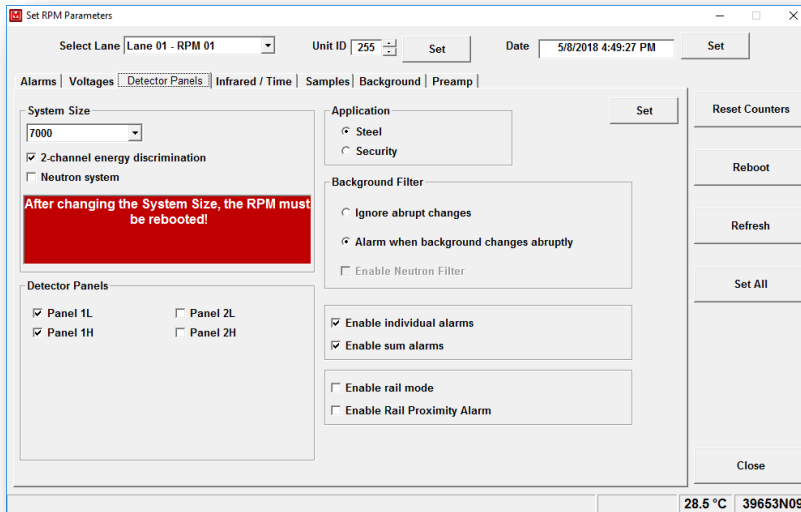 Set RPM Parameters
Select Lane Lane 01 - RPM 01 Unit ID 255 Set Date 5/8/2018 4:49:27 PM Set
Alarms Voltages Detector Panels Infrared / Time Samples Background Preamp
System Size
7000
2-channel energy discrimination
Neutron system
After changing the System Size, the RPM must
be rebooted!
Detector Panels
Panel 1L Panel 2L
Panel 1H Panel 2H
Application
Steel
Security
Set
Background Filter
Ignore abrupt changes
Alarm when background changes abruptly
Enable Neutron Filter
Enable individual alarms
Enable sum alarms
Enable rail mode
Enable Rail Proximity Alarm
Reset Counters
Reboot
Refresh
Set All
Close
28.5 °C 39653N09